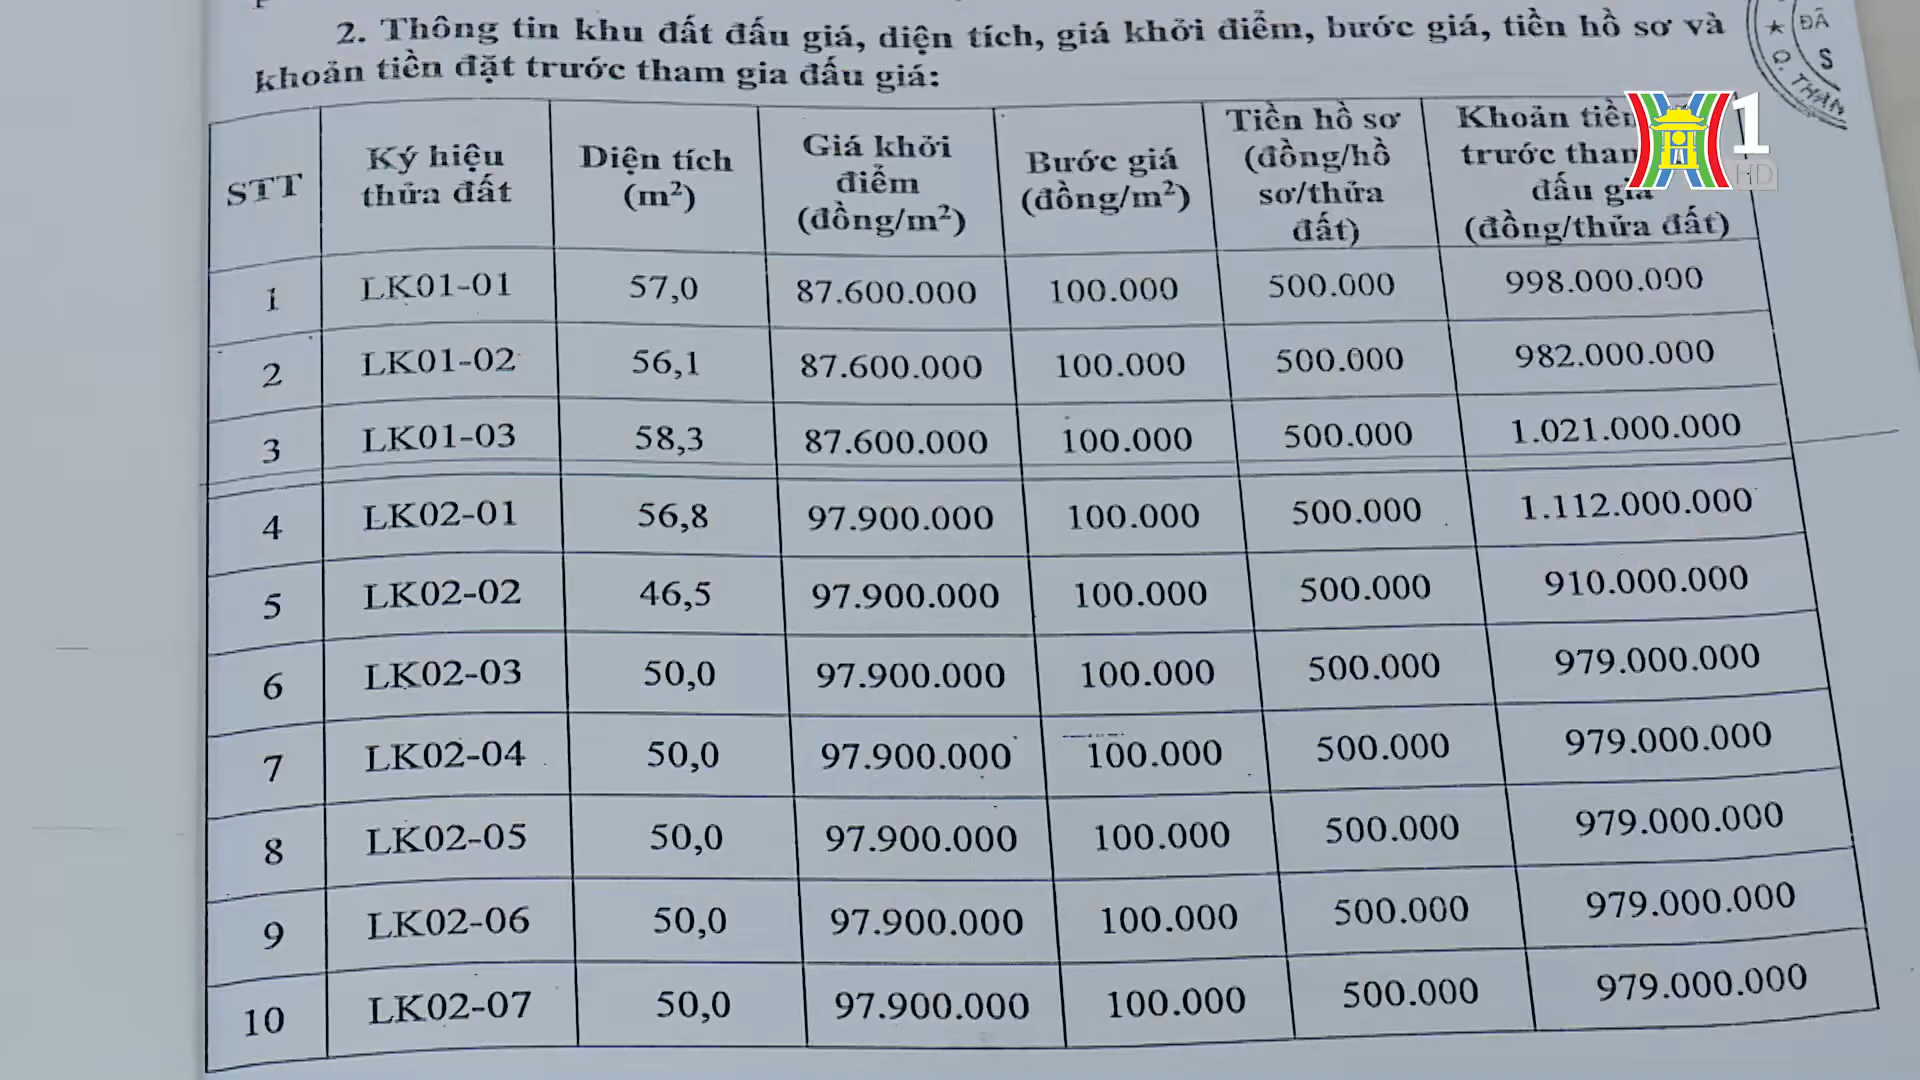 2. Thông tin khu đất đấu giá, diện tích, giá khởi điểm, bước giá, tiền hồ sơ và
khoản tiền đặt trước tham gia đấu giá:
STT
Ký hiệu
thửa đất
Diện tích
(m²)
Giá khởi
điểm
(đồng/m²)
Bước giá
(đồng/m²)
Tiền hồ sơ
(đồng/hồ
sơ/thửa
đất)
Khoản tiền
trước tham
đấu giá
(đồng/thửa đất)
1 LK01-01 57,0 87.600.000 100.000 500.000 998.000.000
2 LK01-02 56,1 87.600.000 100.000 500.000 982.000.000
3 LK01-03 58,3 87.600.000 100.000 500.000 1.021.000.000
4 LK02-01 56,8 97.900.000 100.000 500.000 1.112.000.000
5 LK02-02 46,5 97.900.000 100.000 500.000 910.000.000
6 LK02-03 50,0 97.900.000 100.000 500.000 979.000.000
7 LK02-04 50,0 97.900.000 100.000 500.000 979.000.000
8 LK02-05 50,0 97.900.000 100.000 500.000 979.000.000
9 LK02-06 50,0 97.900.000 100.000 500.000 979.000.000
10 LK02-07 50,0 97.900.000 100.000 500.000 979.000.000
ĐÃ
S
Q. THAN
1
HD